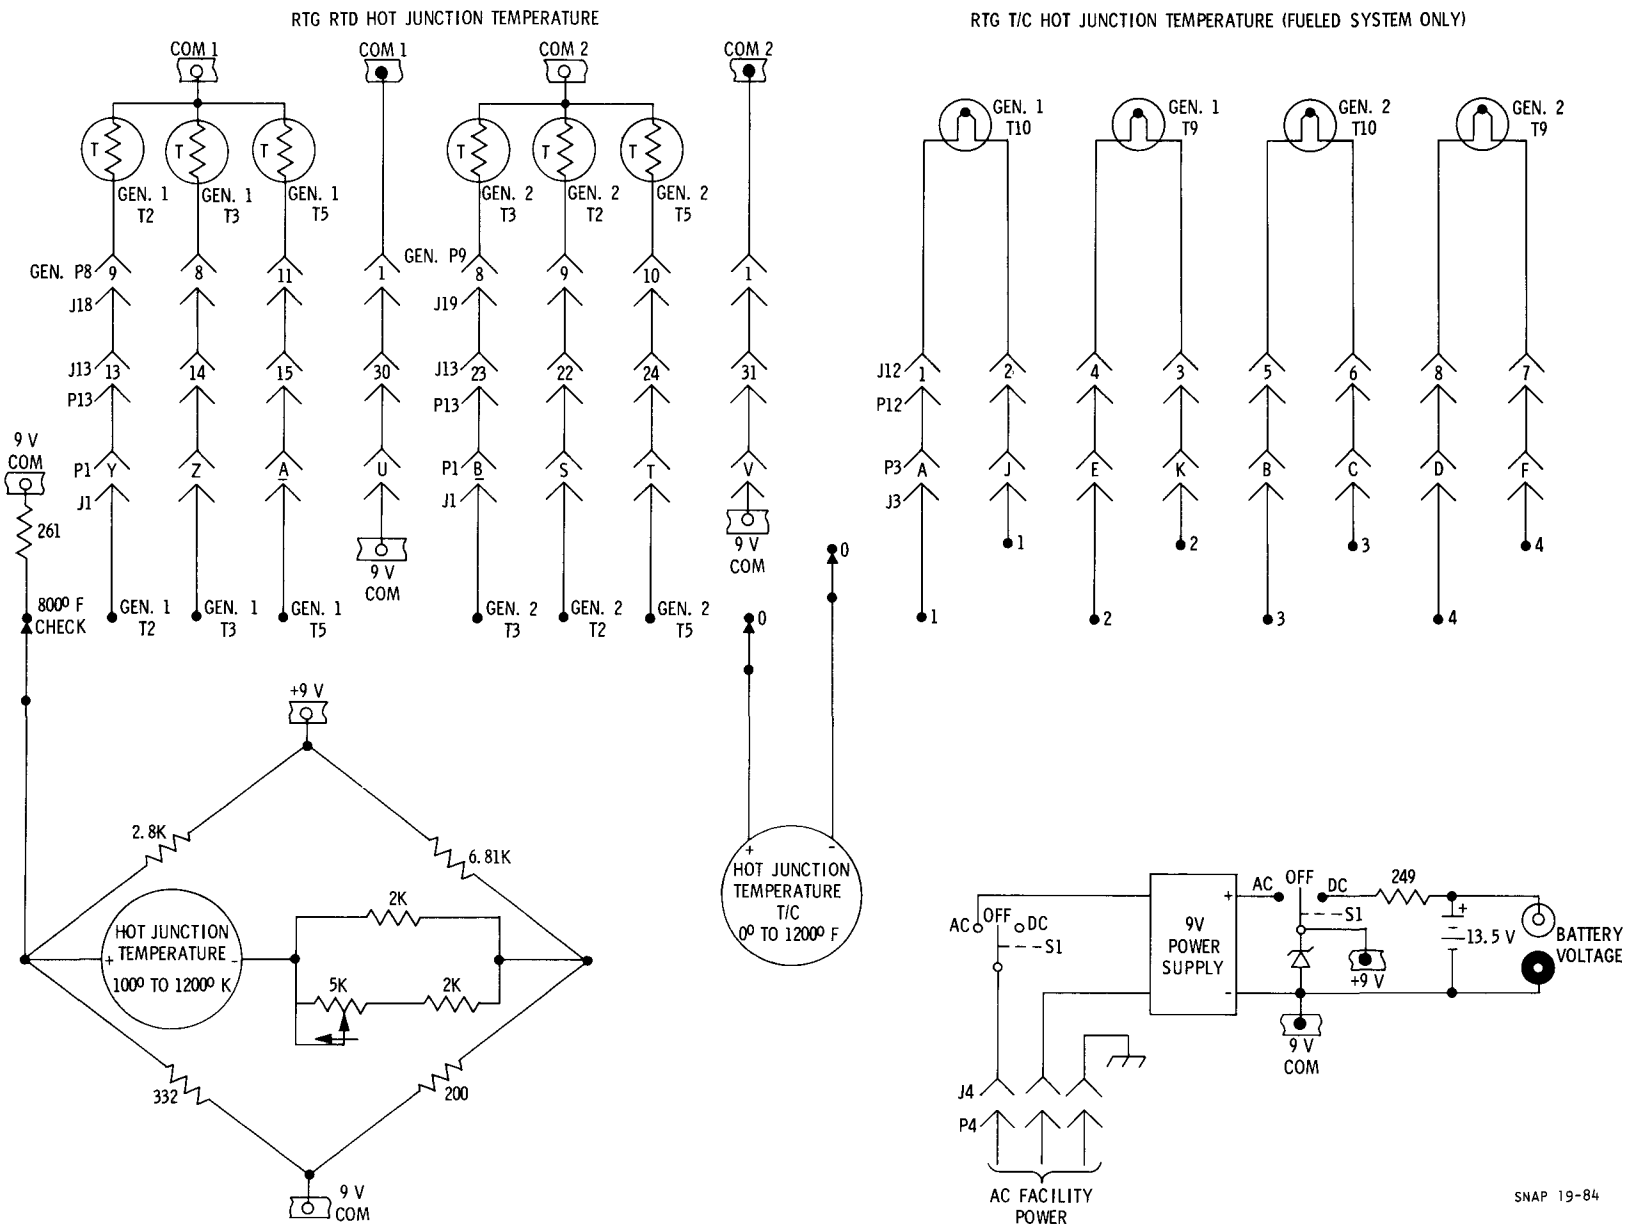 RTG RTD HOT JUNCTION TEMPERATURE
RTG T/C HOT JUNCTION TEMPERATURE (FUELED SYSTEM ONLY)
COM 1
COM 1
COM 2
COM 2
T
T
T
T
T
T
GEN. 1
T2
GEN. 1
T3
GEN. 1
T5
GEN. 2
T3
GEN. 2
T2
GEN. 2
T5
GEN. 1
T10
GEN. 1
T9
GEN. 2
T10
GEN. 2
T9
GEN. P8 9 8 11 1
GEN. P9
8 9 10 1
J18
J19
J13 13 14 15 30 J13 23 22 24 31
P13
P13
J12 1 2 4 3 5 6 8 7
P12
9 V
COM
P1 Y Z A U P1 B S T V
J1
J1
P3 A J E K B C D F
J3
261
9 V
COM
9 V
COM
0
1
2
3
4
800º F
CHECK
GEN. 1
T2
GEN. 1
T3
GEN. 1
T5
GEN. 2
T3
GEN. 2
T2
GEN. 2
T5
0
1
2
3
4
+9 V
2.8K
6.81K
2K
HOT JUNCTION
TEMPERATURE
100º TO 1200º K
+
-
5K
2K
332
200
9 V
COM
+
-
HOT JUNCTION
TEMPERATURE
T/C
0º TO 1200º F
AC
OFF
DC
S1
+
9V
POWER
SUPPLY
-
AC
OFF
DC
S1
249
+
13.5 V
BATTERY
VOLTAGE
+9 V
9 V
COM
J4
P4
AC FACILITY
POWER
SNAP 19-84